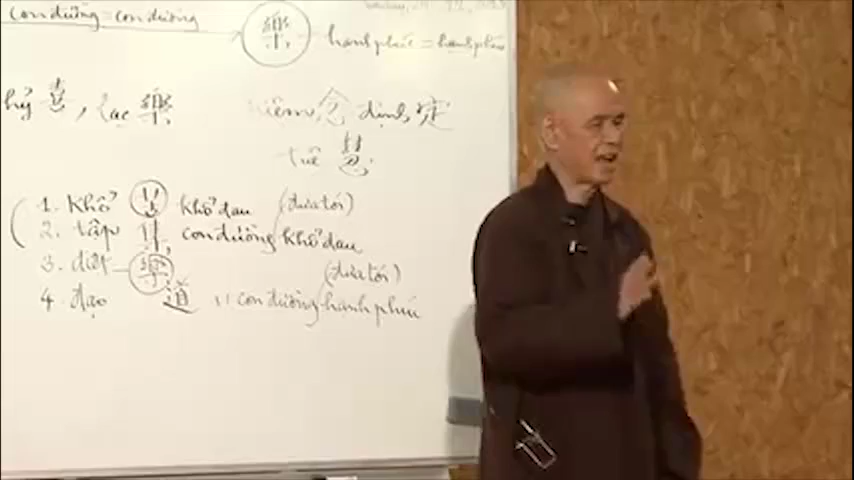 con đường = con đường
樂 hạnh phúc = hạnh phúc
hỷ 喜, lạc 樂 niệm 念 định 定
tuệ 慧
1. Khổ 苦 khổ đau (đưa tới)
2. tập 集, con đường khổ đau
3. diệt 樂 (đưa tới)
4. đạo 道 con đường hạnh phúc